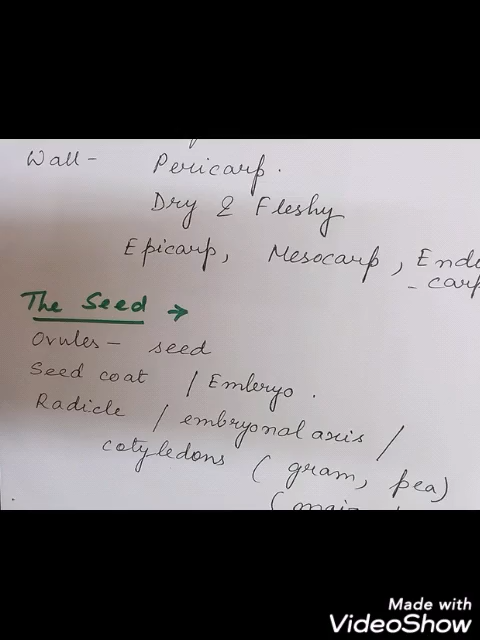 Wall - Pericarp.
Dry & Fleshy
Epicarp, Mesocarp, Endo
- carp
The Seed →
Ovules - seed
Seed coat / Embryo.
Radicle / embryonal axis /
cotyledons (gram, pea)
Made with
VideoShow